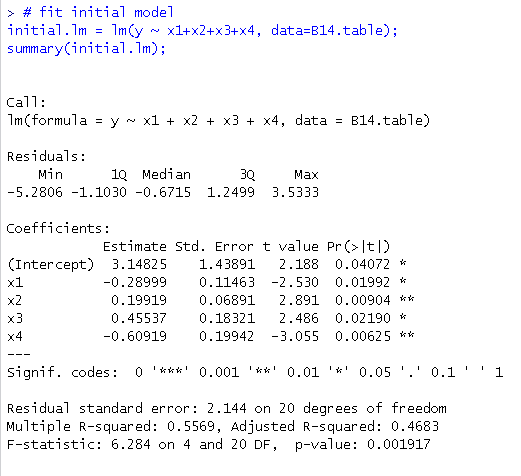 > # fit initial model
initial.lm = lm(y ~ x1+x2+x3+x4, data=B14.table);
summary(initial.lm);
Call:
lm(formula = y ~ x1 + x2 + x3 + x4, data = B14.table)
Residuals:
    Min      1Q  Median      3Q     Max
-5.2806 -1.1030 -0.6715  1.2499  3.5333
Coefficients:
            Estimate Std. Error t value Pr(>|t|)
(Intercept)  3.14825    1.43891   2.188  0.04072 *
x1          -0.28999    0.11463  -2.530  0.01992 *
x2           0.19919    0.06891   2.891  0.00904 **
x3           0.45537    0.18321   2.486  0.02190 *
x4          -0.60919    0.19942  -3.055  0.00625 **
---
Signif. codes:  0 '***' 0.001 '**' 0.01 '*' 0.05 '.' 0.1 ' ' 1
Residual standard error: 2.144 on 20 degrees of freedom
Multiple R-squared: 0.5569, Adjusted R-squared: 0.4683
F-statistic: 6.284 on 4 and 20 DF,  p-value: 0.001917